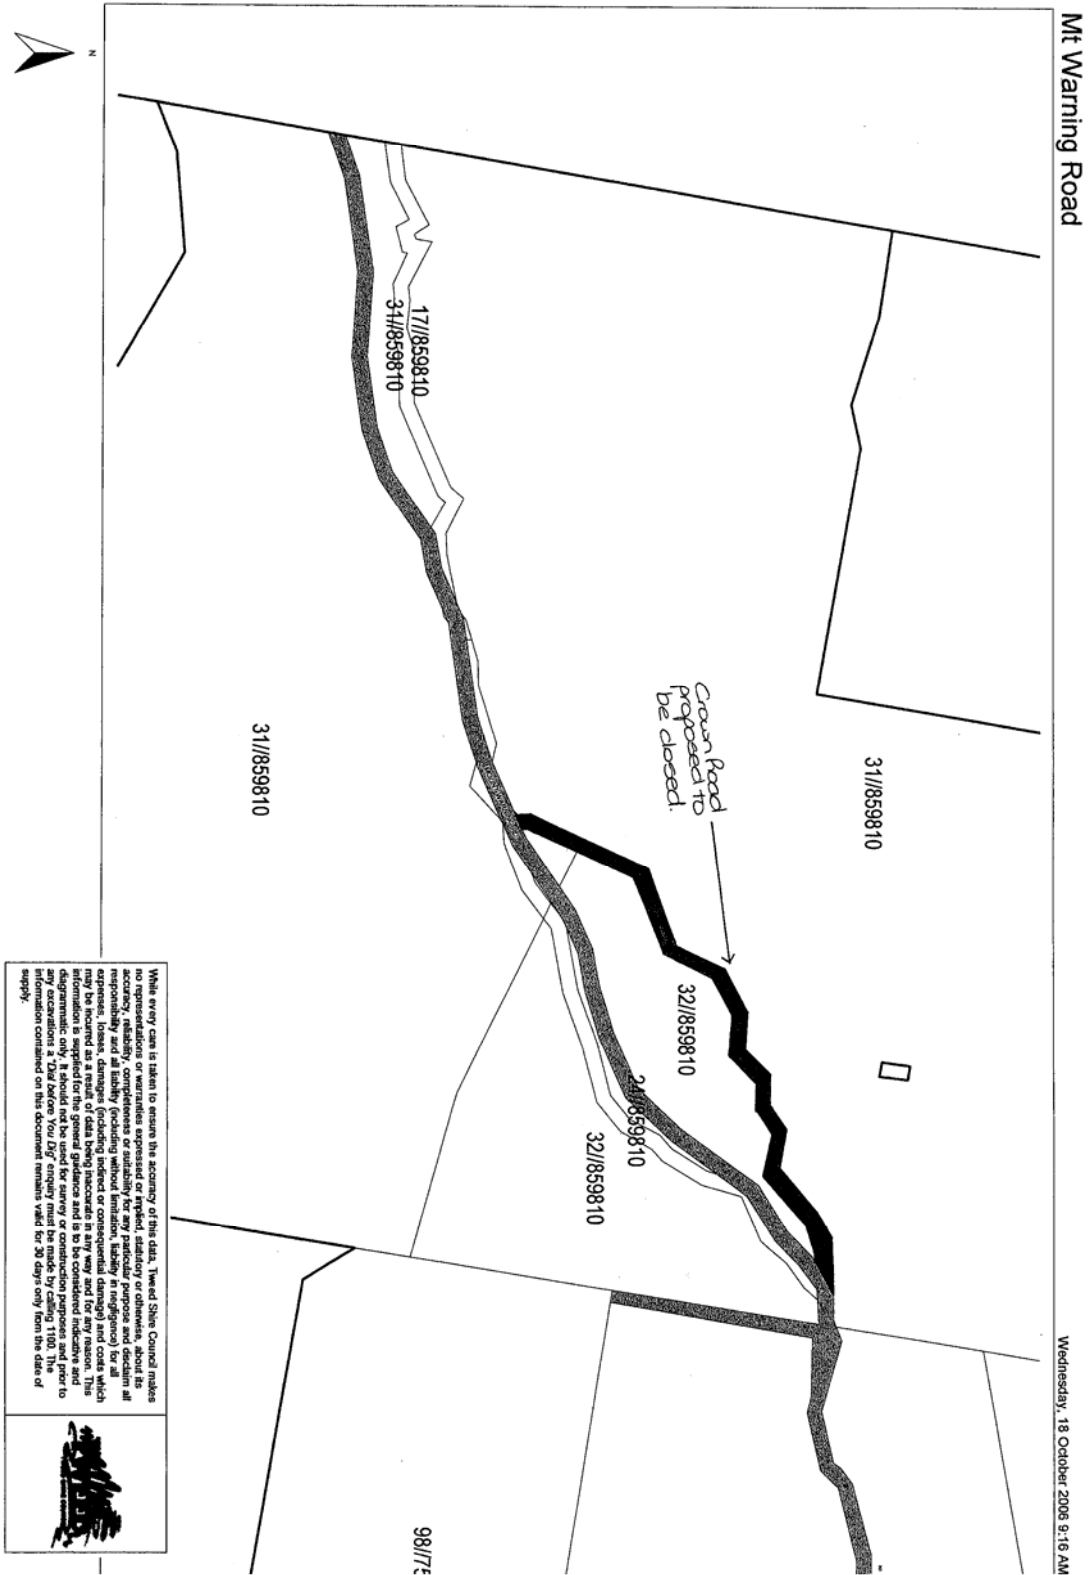 Mt Warning Road
Wednesday, 18 October 2006 9:16 AM
N
17//859810
31//859810
31//859810
Crown Road
proposed to
be closed.
31//859810
32//859810
24//859810
32//859810
98//75
While every care is taken to ensure the accuracy of this data, Tweed Shire Council makes
no representations or warranties expressed or implied, statutory or otherwise, about its
accuracy, reliability, completeness or suitability for any particular purpose and disclaim all
responsibility and all liability (including without limitation, liability in negligence) for all
expenses, losses, damages (including indirect or consequential damage) and costs which
may be incurred as a result of data being inaccurate in any way and for any reason. This
information is supplied for the general guidance and is to be considered indicative and
diagrammatic only. It should not be used for survey or construction purposes and prior to
any excavations a "Dial before You Dig" enquiry must be made by calling 1100. The
information contained on this document remains valid for 30 days only from the date of
supply.